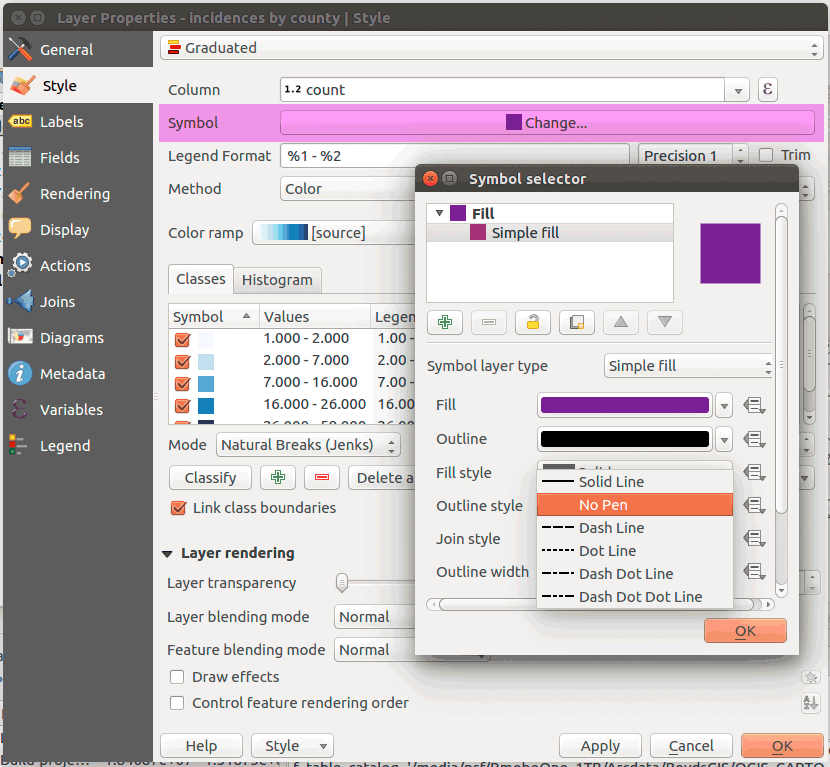 Layer Properties - incidences by county | Style
General
Style
Labels
Fields
Rendering
Display
Actions
Joins
Diagrams
Metadata
Variables
Legend
Graduated
Column
1.2 count
ε
Symbol
Change...
Legend Format
%1 - %2
Precision 1
Trim
Method
Color
Color ramp
[source]
Classes
Histogram
Symbol Values Legen
1.000 - 2.000 1.00 -
2.000 - 7.000 2.00 -
7.000 - 16.000 7.00 -
16.000 - 26.000 16.00
Mode
Natural Breaks (Jenks)
Classify
Delete a
Link class boundaries
Layer rendering
Layer transparency
Layer blending mode
Normal
Feature blending mode
Normal
Draw effects
Control feature rendering order
Help
Style
Apply
Cancel
OK
Symbol selector
Fill
Simple fill
Symbol layer type
Simple fill
Fill
Outline
Fill style
Outline style
Join style
Outline width
Solid Line
No Pen
Dash Line
Dot Line
Dash Dot Line
Dash Dot Dot Line
OK